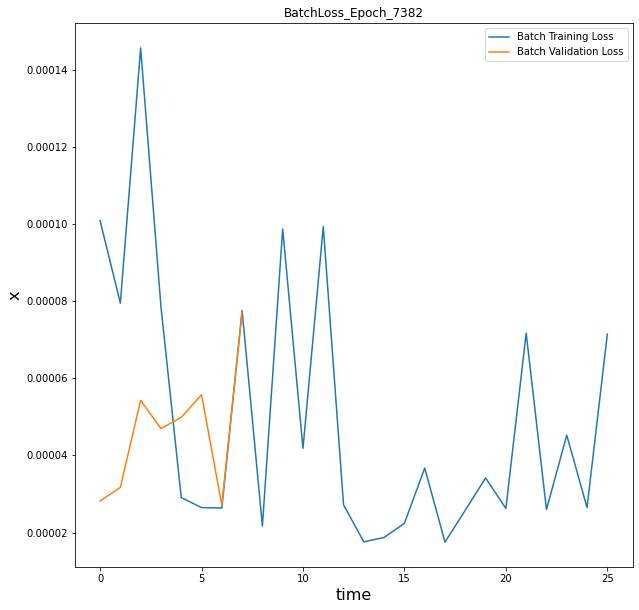 BatchLoss_Epoch_7382
Batch Training Loss
Batch Validation Loss
0.00014
0.00012
0.00010
0.00008
0.00006
0.00004
0.00002
x
0 5 10 15 20 25
time